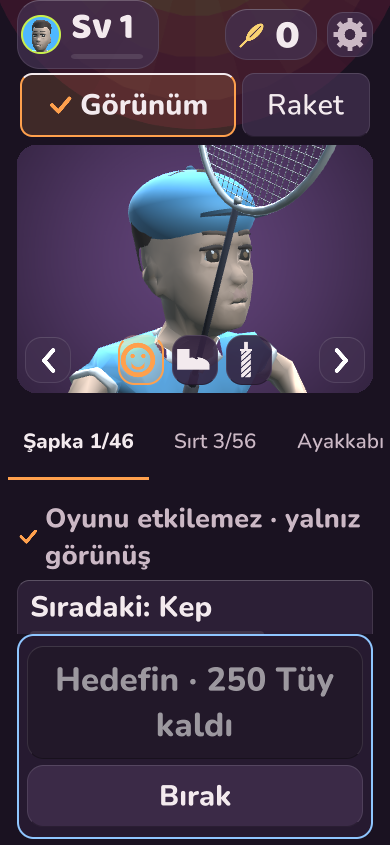 Sv 1
0
Görünüm
Raket
Şapka 1/46
Sırt 3/56
Ayakkabı
Oyunu etkilemez · yalnız
görünüş
Sıradaki: Kep
Hedefin · 250 Tüy
kaldı
Bırak